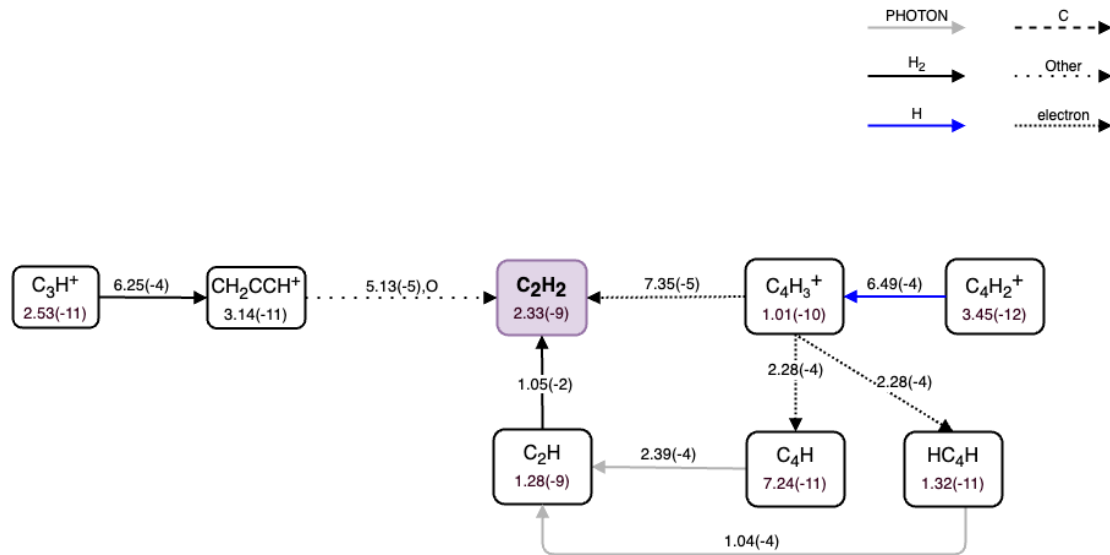 PHOTON
C
H₂
Other
H
electron
C₃H⁺
2.53(-11)
6.25(-4)
CH₂CCH⁺
3.14(-11)
5.13(-5),O
C₂H₂
2.33(-9)
7.35(-5)
C₄H₃⁺
1.01(-10)
6.49(-4)
C₄H₂⁺
3.45(-12)
1.05(-2)
2.28(-4)
2.28(-4)
C₂H
1.28(-9)
2.39(-4)
C₄H
7.24(-11)
HC₄H
1.32(-11)
1.04(-4)